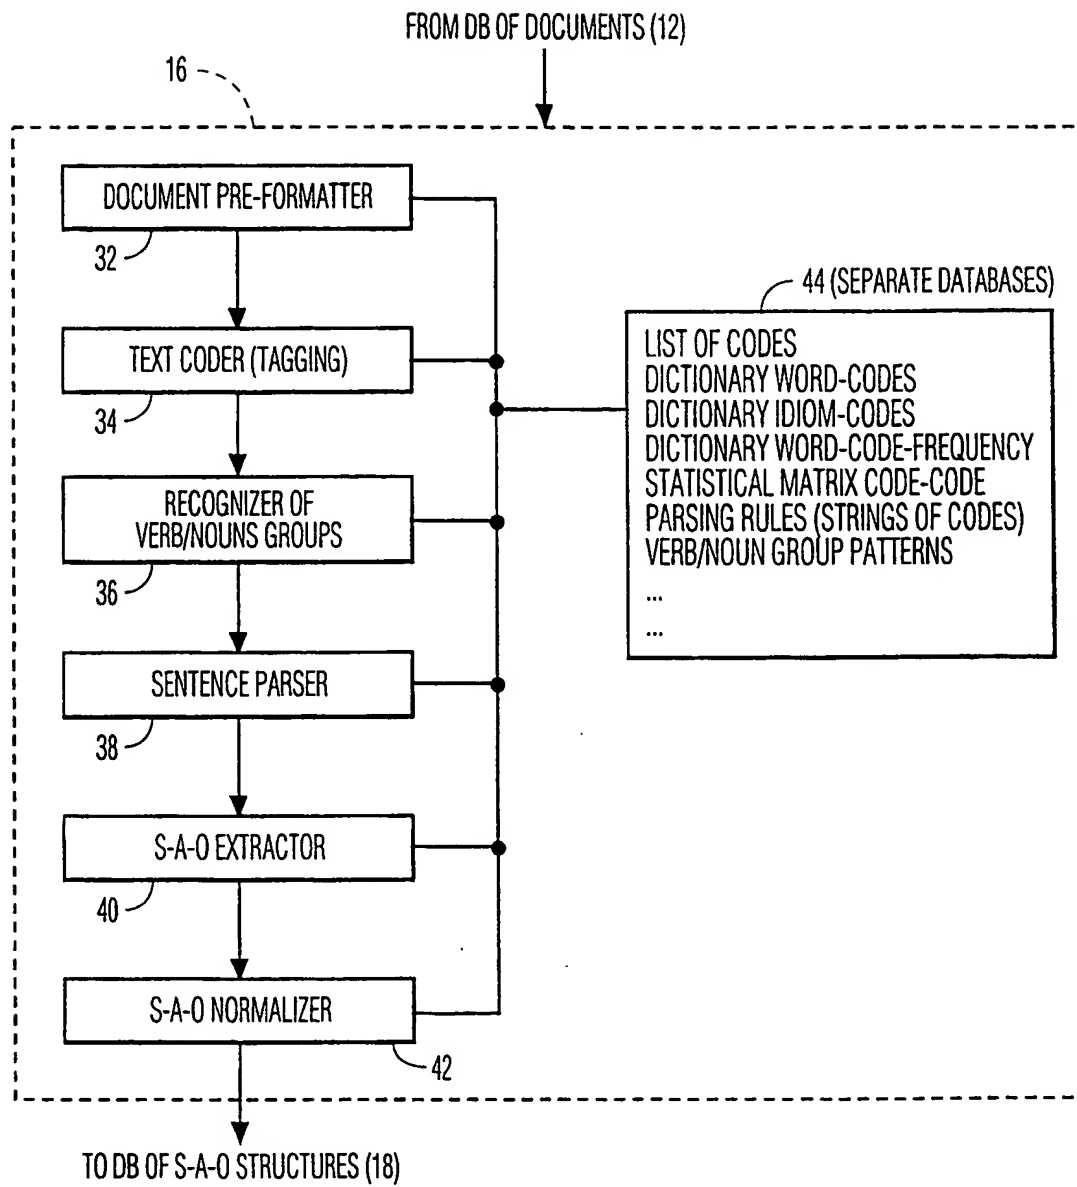 FROM DB OF DOCUMENTS (12)
16
DOCUMENT PRE-FORMATTER
32
44 (SEPARATE DATABASES)
LIST OF CODES
DICTIONARY WORD-CODES
DICTIONARY IDIOM-CODES
DICTIONARY WORD-CODE-FREQUENCY
STATISTICAL MATRIX CODE-CODE
PARSING RULES (STRINGS OF CODES)
VERB/NOUN GROUP PATTERNS
...
...
TEXT CODER (TAGGING)
34
RECOGNIZER OF
VERB/NOUNS GROUPS
36
SENTENCE PARSER
38
S-A-O EXTRACTOR
40
S-A-O NORMALIZER
42
TO DB OF S-A-O STRUCTURES (18)